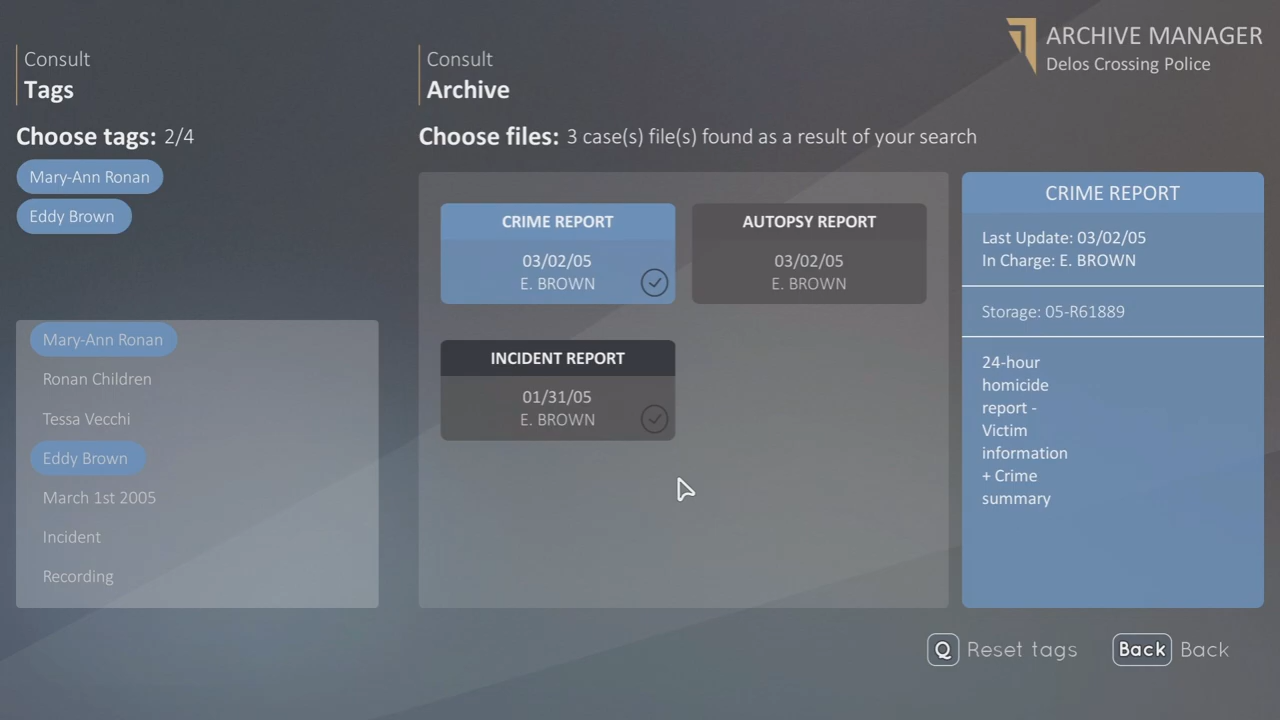 ARCHIVE MANAGER
Delos Crossing Police
Consult
Tags
Choose tags: 2/4
Mary-Ann Ronan
Eddy Brown
Mary-Ann Ronan
Ronan Children
Tessa Vecchi
Eddy Brown
March 1st 2005
Incident
Recording
Consult
Archive
Choose files: 3 case(s) file(s) found as a result of your search
CRIME REPORT
03/02/05
E. BROWN
AUTOPSY REPORT
03/02/05
E. BROWN
INCIDENT REPORT
01/31/05
E. BROWN
CRIME REPORT
Last Update: 03/02/05
In Charge: E. BROWN
Storage: 05-R61889
24-hour
homicide
report -
Victim
information
+ Crime
summary
Q Reset tags
Back Back